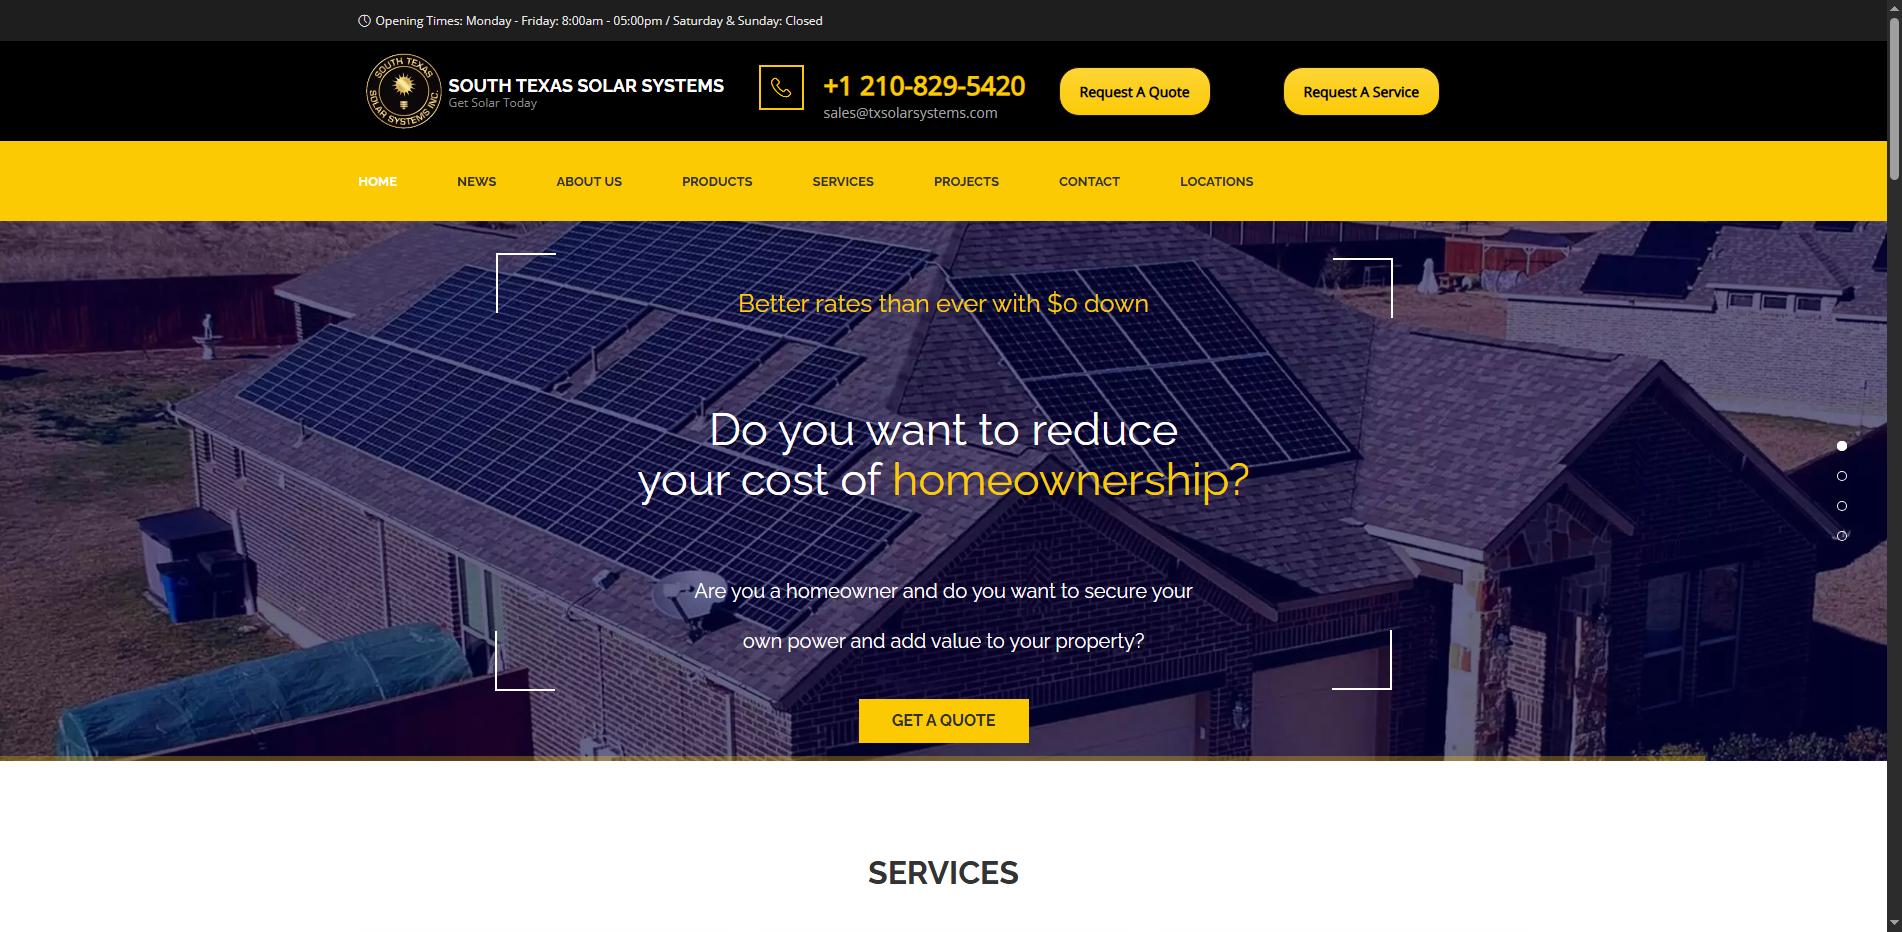 Opening Times: Monday - Friday: 8:00am - 05:00pm / Saturday & Sunday: Closed
SOUTH TEXAS
SOLAR SYSTEMS INC.
SOUTH TEXAS SOLAR SYSTEMS
Get Solar Today
+1 210-829-5420
sales@txsolarsystems.com
Request A Quote
Request A Service
HOME NEWS ABOUT US PRODUCTS SERVICES PROJECTS CONTACT LOCATIONS
Better rates than ever with $0 down
Do you want to reduce
your cost of homeownership?
Are you a homeowner and do you want to secure your
own power and add value to your property?
GET A QUOTE
SERVICES